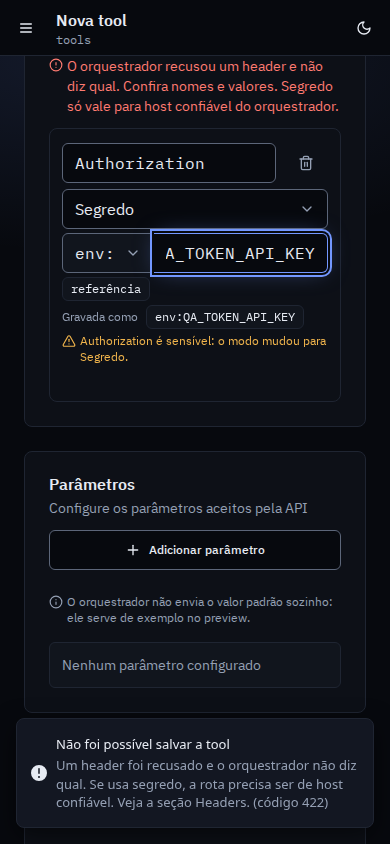 Nova tool
tools
O orquestrador recusou um header e não
diz qual. Confira nomes e valores. Segredo
só vale para host confiável do orquestrador.
Authorization
Segredo
env:
A_TOKEN_API_KEY
referência
Gravada como env:QA_TOKEN_API_KEY
Authorization é sensível: o modo mudou para
Segredo.
Parâmetros
Configure os parâmetros aceitos pela API
Adicionar parâmetro
O orquestrador não envia o valor padrão sozinho:
ele serve de exemplo no preview.
Nenhum parâmetro configurado
Não foi possível salvar a tool
Um header foi recusado e o orquestrador não diz
qual. Se usa segredo, a rota precisa ser de host
confiável. Veja a seção Headers. (código 422)